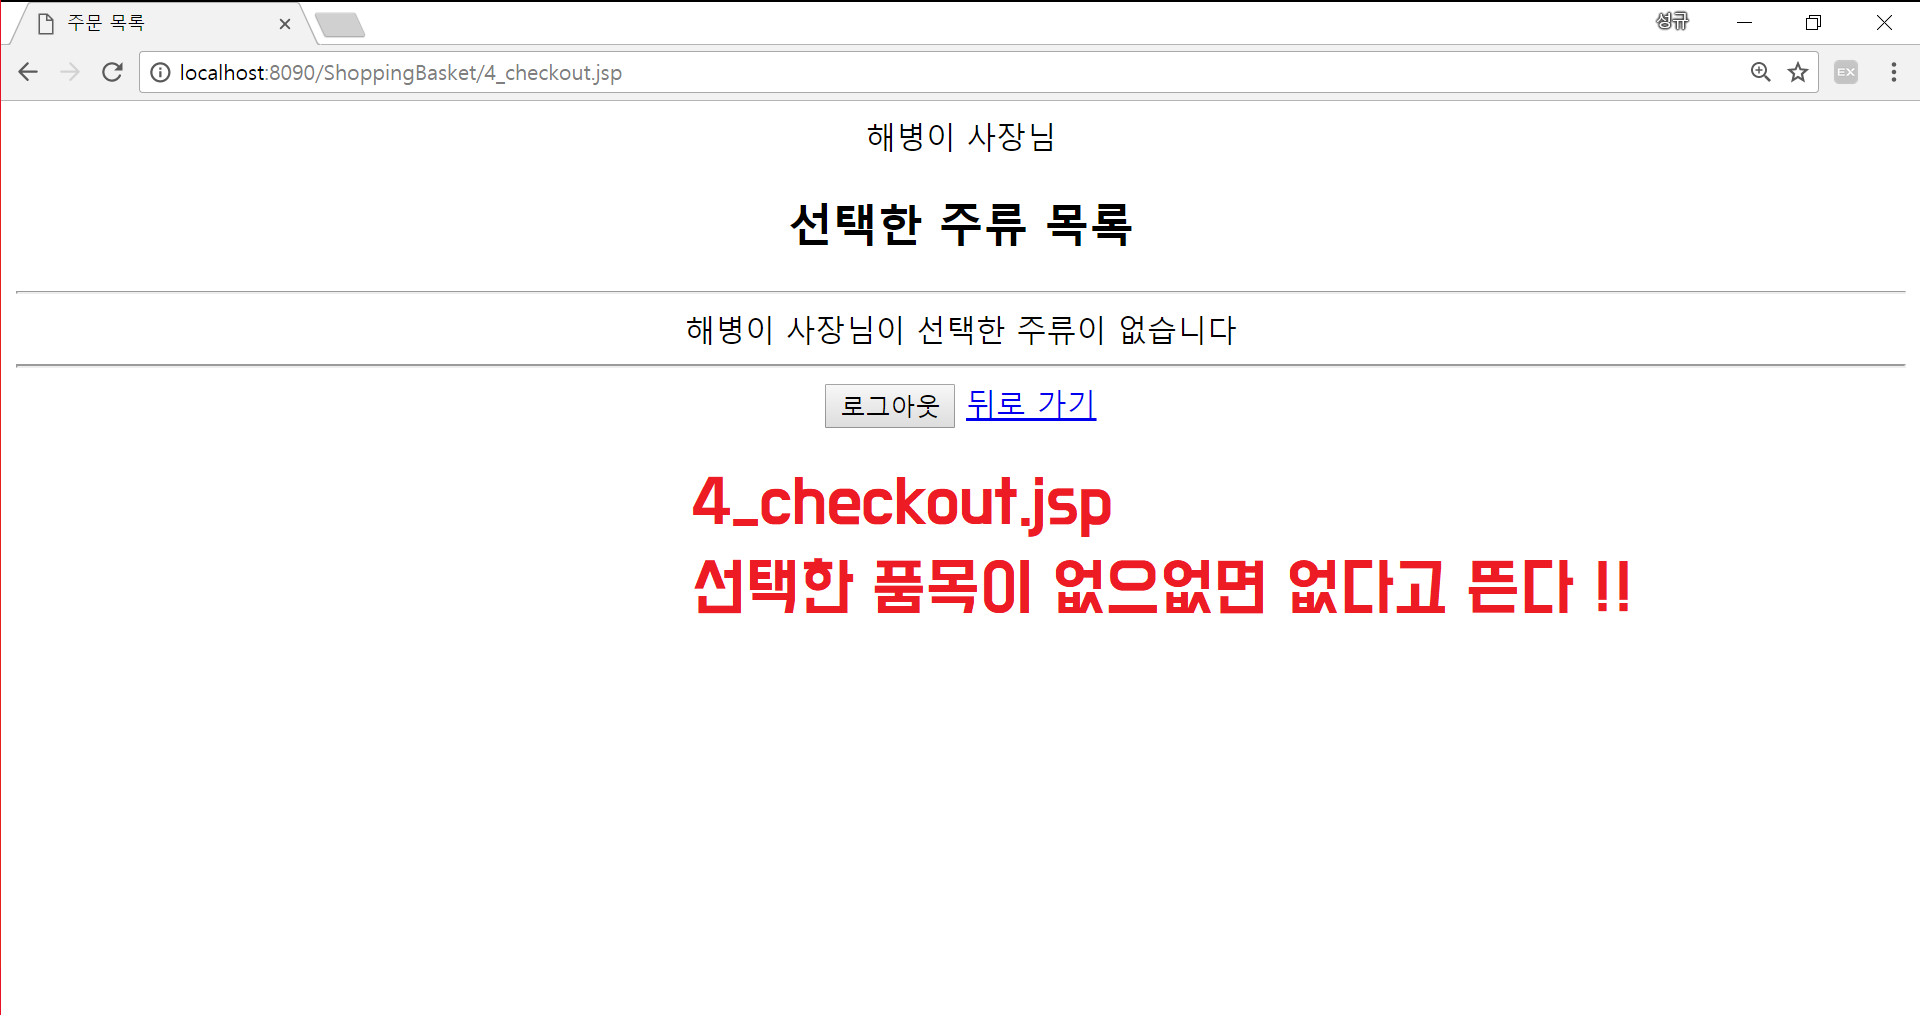 주문 목록
성규
localhost:8090/ShoppingBasket/4_checkout.jsp
EX
해병이 사장님
선택한 주류 목록
해병이 사장님이 선택한 주류이 없습니다
로그아웃 뒤로 가기
4_checkout.jsp
선택한 품목이 없으없면 없다고 뜬다 !!